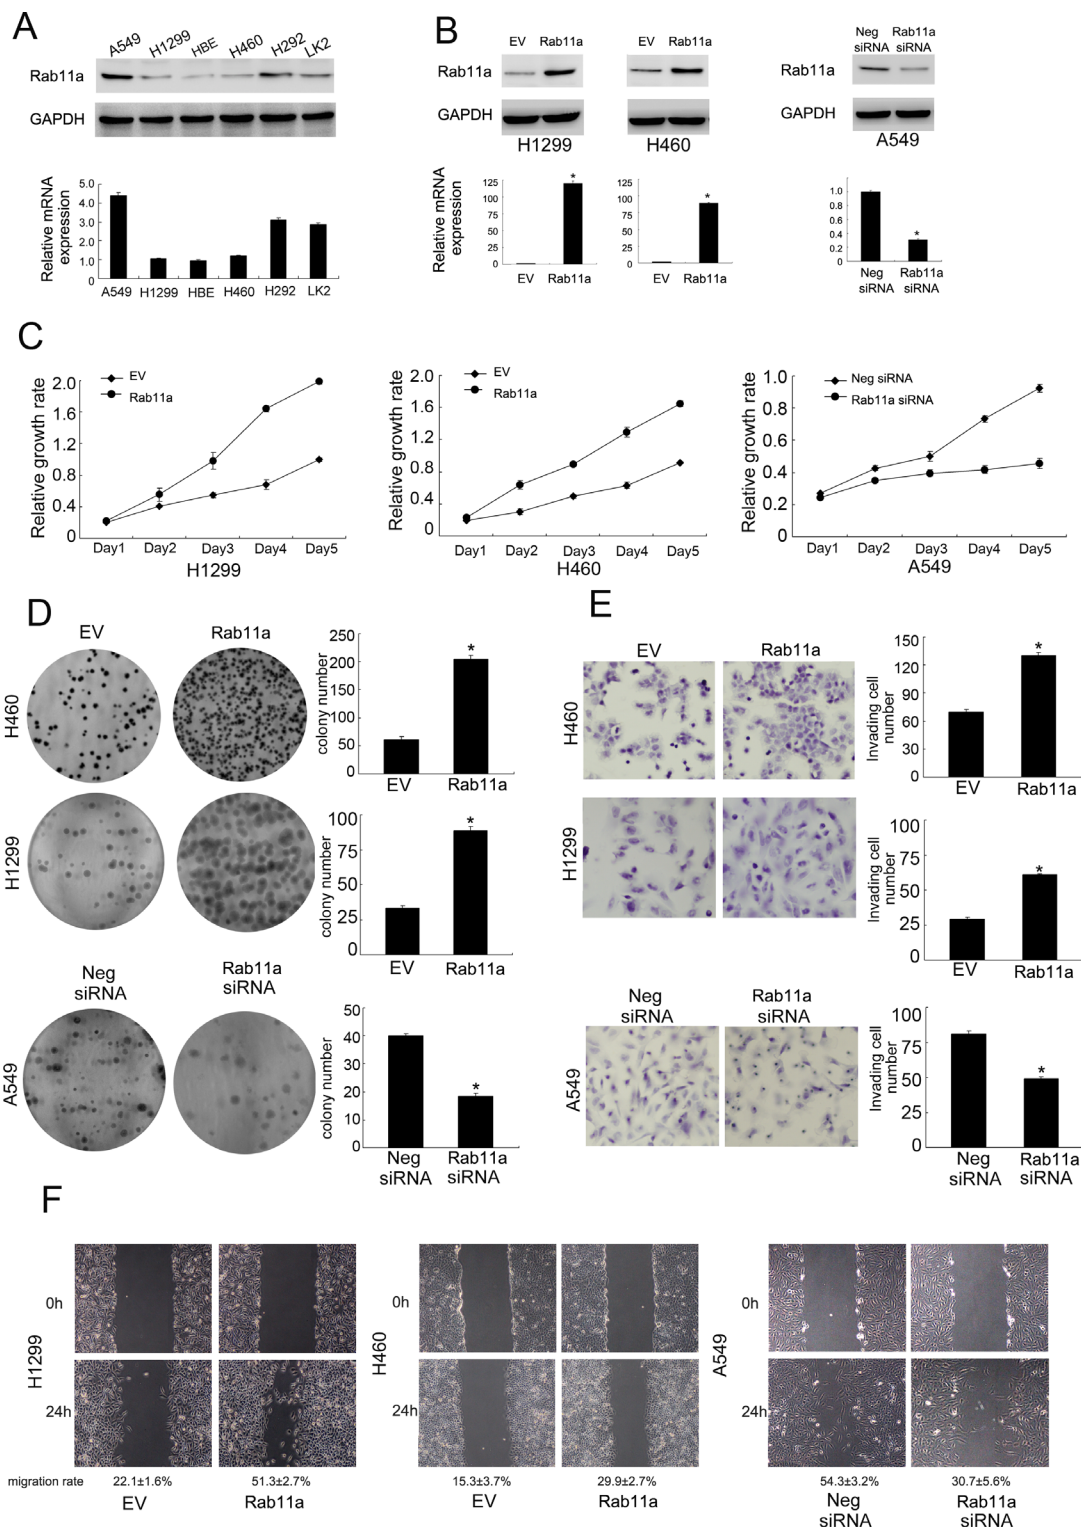 A
A549 H1299 HBE H460 H292 LK2
Rab11a
GAPDH
Relative mRNA
expression
5.0
4.0
3.0
2.0
1.0
A549 H1299 HBE H460 H292 LK2
B
EV Rab11a
EV Rab11a
Neg Rab11a
siRNA siRNA
Rab11a
Rab11a
GAPDH
GAPDH
H1299
H460
A549
Relative mRNA
expression
125
100
75
50
25
0
*
EV Rab11a
125
100
75
50
25
0
*
EV Rab11a
1.0
0.8
0.6
0.4
0.2
0
*
Neg Rab11a
siRNA siRNA
C
Relative growth rate
2.0
1.6
1.2
0.8
0.4
0
EV
Rab11a
Day1 Day2 Day3 Day4 Day5
H1299
Relative growth rate
2.0
1.6
1.2
0.8
0.4
0
EV
Rab11a
Day1 Day2 Day3 Day4 Day5
H460
Relative growth rate
1.0
0.8
0.6
0.4
0.2
0
Neg siRNA
Rab11a siRNA
Day1 Day2 Day3 Day4 Day5
A549
D
EV Rab11a
H460
colony number
250
200
150
100
50
0
*
EV Rab11a
H1299
colony number
100
75
50
25
0
*
EV Rab11a
Neg Rab11a
siRNA siRNA
A549
colony number
50
40
30
20
10
0
*
Neg Rab11a
siRNA siRNA
E
EV Rab11a
H460
Invading cell
number
150
120
90
60
30
0
*
EV Rab11a
H1299
Invading cell
number
100
75
50
25
0
*
EV Rab11a
Neg Rab11a
siRNA siRNA
A549
Invading cell
number
100
75
50
25
0
*
Neg Rab11a
siRNA siRNA
F
H1299
0h
24h
H460
0h
24h
A549
0h
24h
migration rate 22.1±1.6% 51.3±2.7% 15.3±3.7% 29.9±2.7% 54.3±3.2% 30.7±5.6%
EV Rab11a EV Rab11a Neg Rab11a
siRNA siRNA